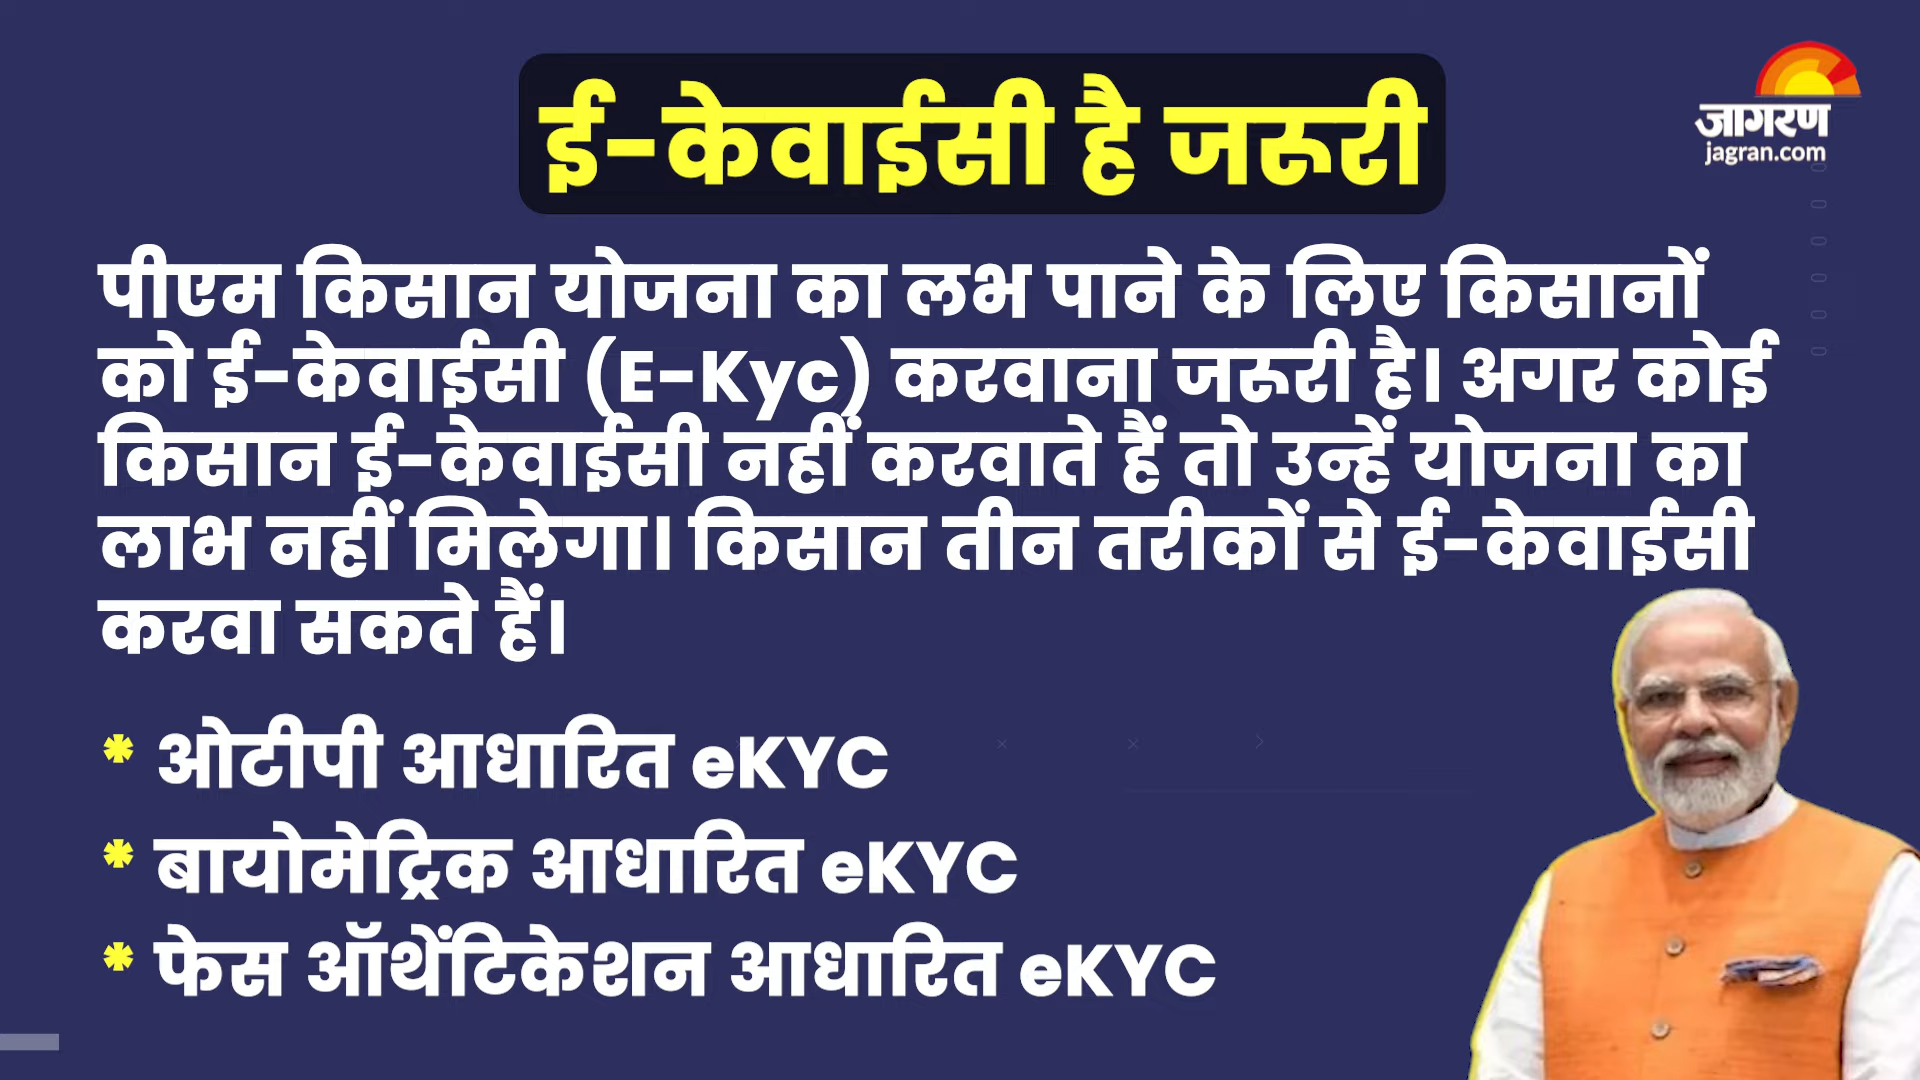 ई-केवाईसी है जरूरी
जागरण
jagran.com
पीएम किसान योजना का लभ पाने के लिए किसानों
को ई-केवाईसी (E-Kyc) करवाना जरूरी है। अगर कोई
किसान ई-केवाईसी नहीं करवाते हैं तो उन्हें योजना का
लाभ नहीं मिलेगा। किसान तीन तरीकों से ई-केवाईसी
करवा सकते हैं।
* ओटीपी आधारित eKYC
* बायोमेट्रिक आधारित eKYC
* फेस ऑथेंटिकेशन आधारित eKYC